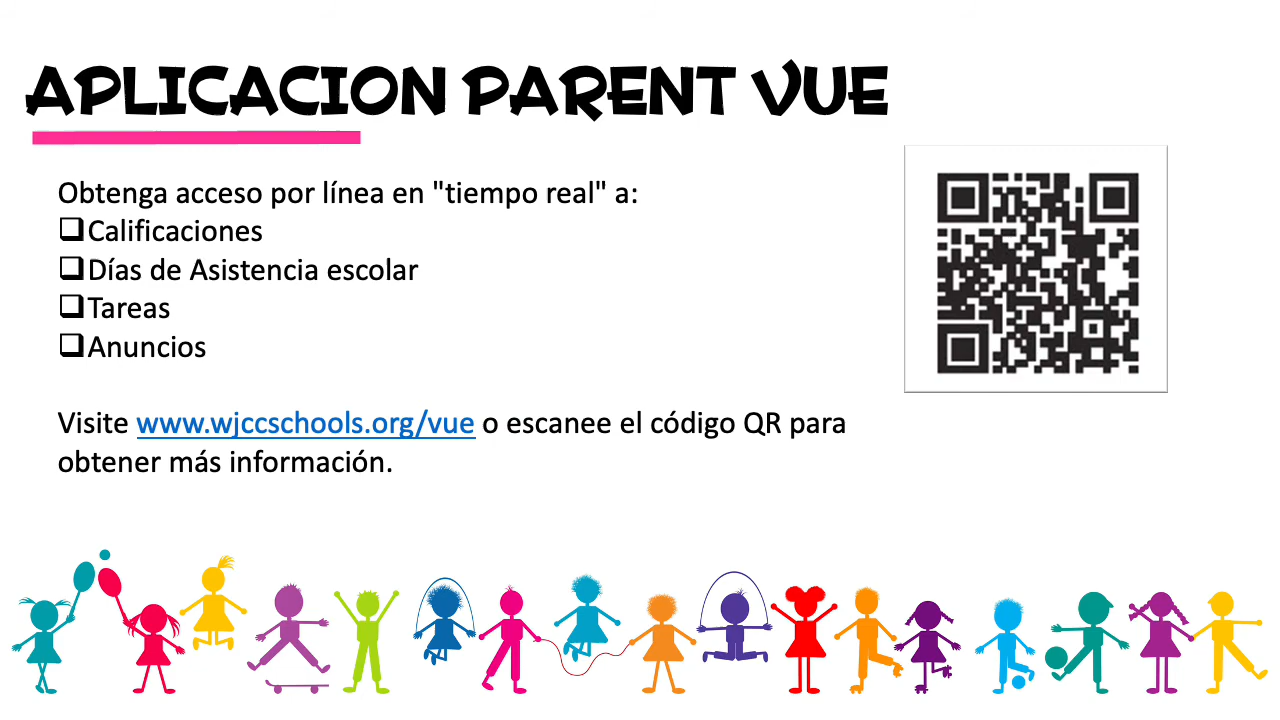 APLICACION PARENT VUE
Obtenga acceso por línea en "tiempo real" a:
❑Calificaciones
❑Días de Asistencia escolar
❑Tareas
❑Anuncios
Visite www.wjccschools.org/vue o escanee el código QR para
obtener más información.